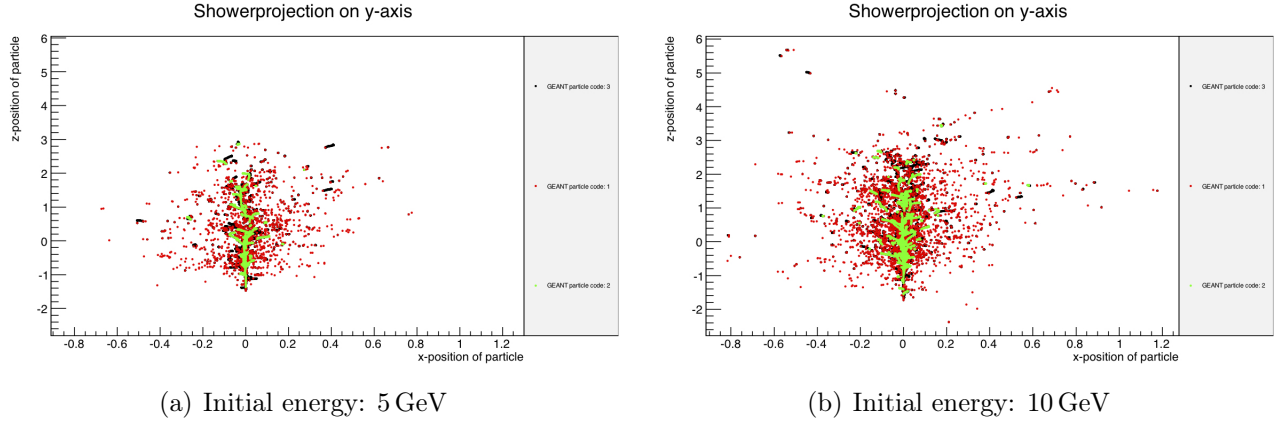 Showerprojection on y-axis
z-position of particle
6
5
4
3
2
1
0
-1
-2
-0.8 -0.6 -0.4 -0.2 0 0.2 0.4 0.6 0.8 1 1.2
x-position of particle
GEANT particle code: 3
GEANT particle code: 1
GEANT particle code: 2
(a) Initial energy: 5 GeV
Showerprojection on y-axis
z-position of particle
6
5
4
3
2
1
0
-1
-2
-0.8 -0.6 -0.4 -0.2 0 0.2 0.4 0.6 0.8 1 1.2
x-position of particle
GEANT particle code: 3
GEANT particle code: 1
GEANT particle code: 2
(b) Initial energy: 10 GeV